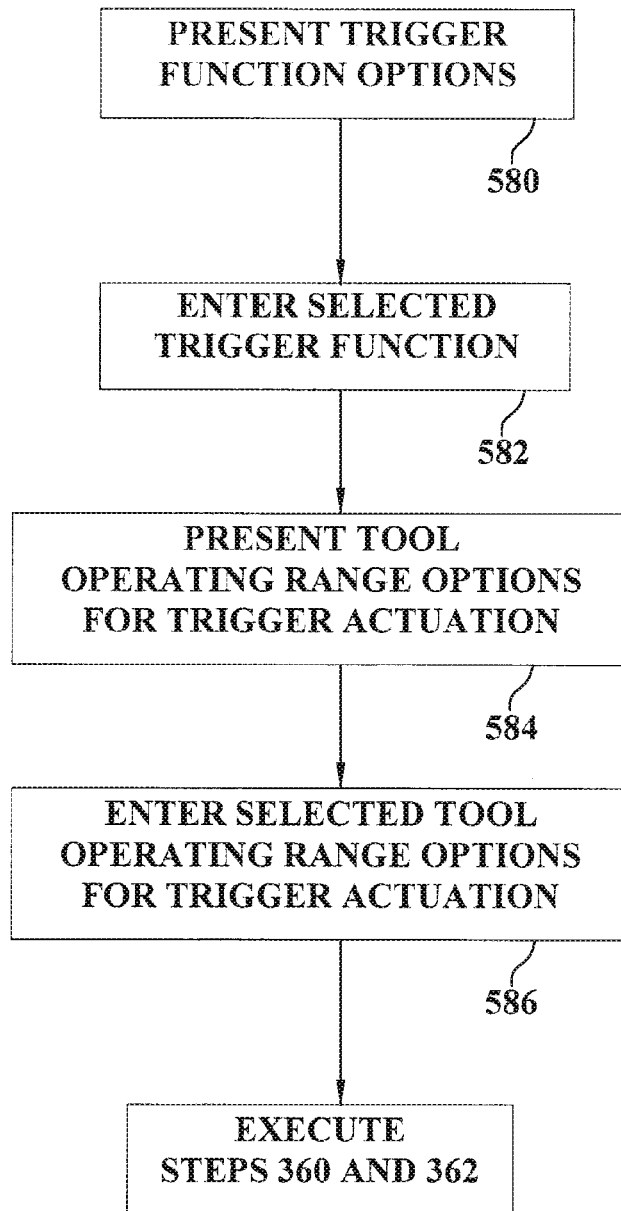 PRESENT TRIGGER
FUNCTION OPTIONS
580
ENTER SELECTED
TRIGGER FUNCTION
582
PRESENT TOOL
OPERATING RANGE OPTIONS
FOR TRIGGER ACTUATION
584
ENTER SELECTED TOOL
OPERATING RANGE OPTIONS
FOR TRIGGER ACTUATION
586
EXECUTE
STEPS 360 AND 362